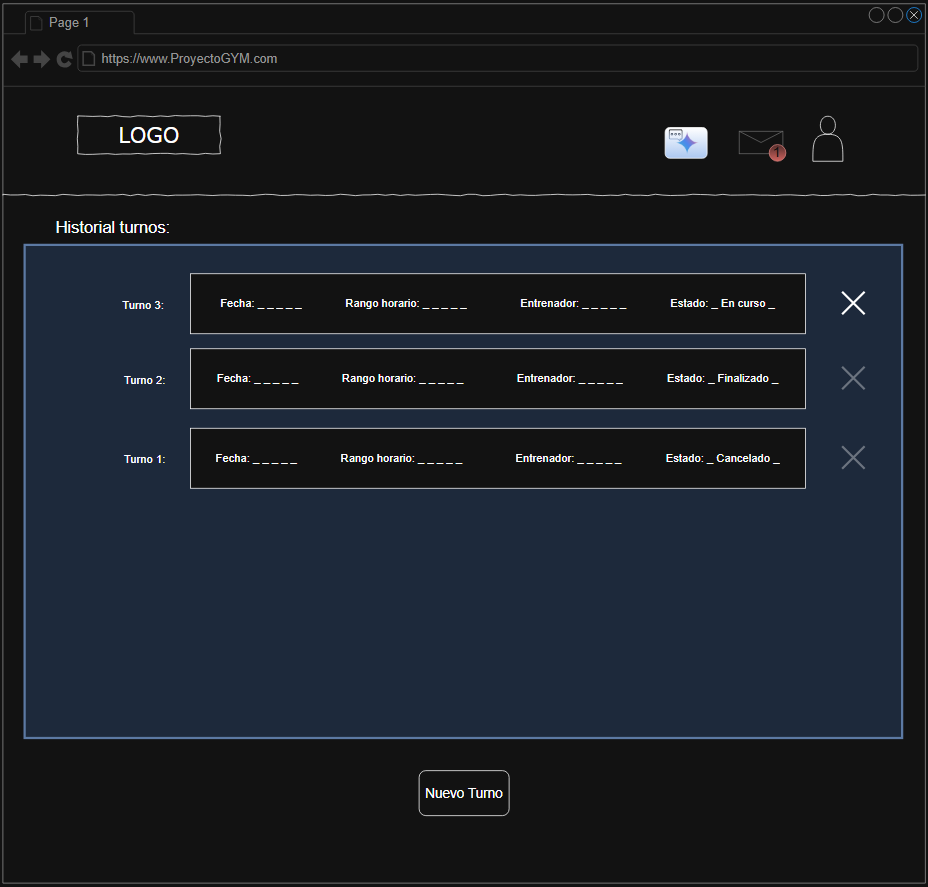 Page 1
https://www.ProyectoGYM.com
LOGO
1
Historial turnos:
Turno 3: Fecha: _ _ _ _ _ Rango horario: _ _ _ _ _ Entrenador: _ _ _ _ _ Estado: _ En curso _
Turno 2: Fecha: _ _ _ _ _ Rango horario: _ _ _ _ _ Entrenador: _ _ _ _ _ Estado: _ Finalizado _
Turno 1: Fecha: _ _ _ _ _ Rango horario: _ _ _ _ _ Entrenador: _ _ _ _ _ Estado: _ Cancelado _
Nuevo Turno